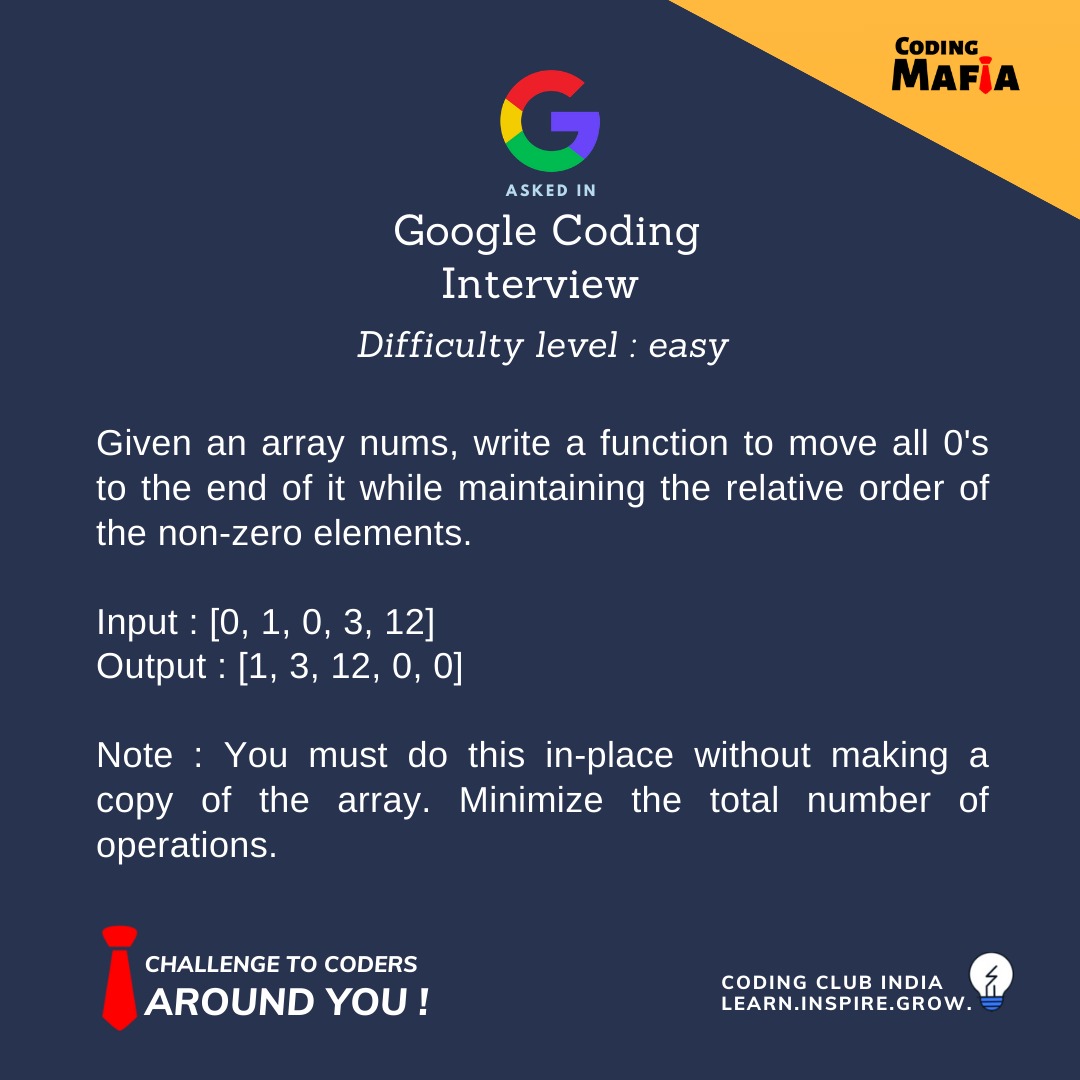 CODING
MAFIA
ASKED IN
Google Coding
Interview
Difficulty level : easy
Given an array nums, write a function to move all 0's
to the end of it while maintaining the relative order of
the non-zero elements.
Input : [0, 1, 0, 3, 12]
Output : [1, 3, 12, 0, 0]
Note : You must do this in-place without making a
copy of the array. Minimize the total number of
operations.
CHALLENGE TO CODERS
AROUND YOU !
CODING CLUB INDIA
LEARN.INSPIRE.GROW.